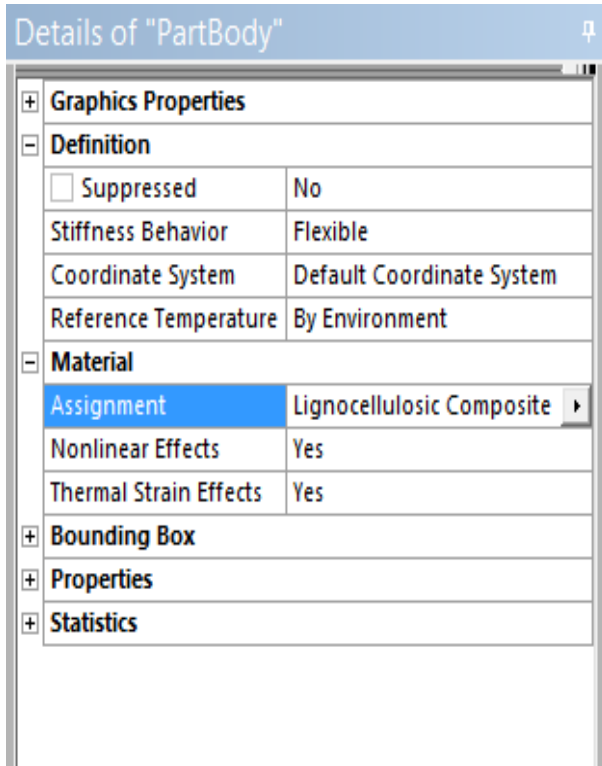 Details of "PartBody"
Graphics Properties
Definition
Suppressed No
Stiffness Behavior Flexible
Coordinate System Default Coordinate System
Reference Temperature By Environment
Material
Assignment Lignocellulosic Composite
Nonlinear Effects Yes
Thermal Strain Effects Yes
Bounding Box
Properties
Statistics